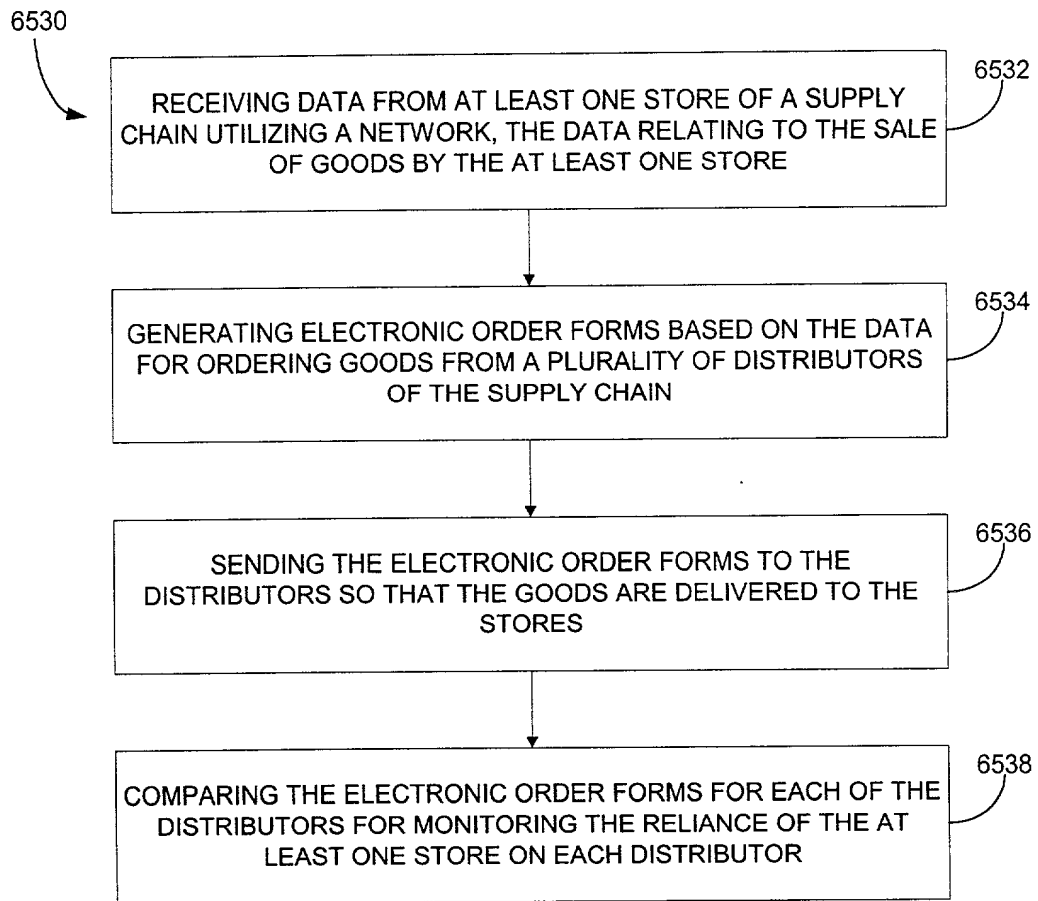 6530
6532
RECEIVING DATA FROM AT LEAST ONE STORE OF A SUPPLY
CHAIN UTILIZING A NETWORK, THE DATA RELATING TO THE SALE
OF GOODS BY THE AT LEAST ONE STORE
6534
GENERATING ELECTRONIC ORDER FORMS BASED ON THE DATA
FOR ORDERING GOODS FROM A PLURALITY OF DISTRIBUTORS
OF THE SUPPLY CHAIN
6536
SENDING THE ELECTRONIC ORDER FORMS TO THE
DISTRIBUTORS SO THAT THE GOODS ARE DELIVERED TO THE
STORES
6538
COMPARING THE ELECTRONIC ORDER FORMS FOR EACH OF THE
DISTRIBUTORS FOR MONITORING THE RELIANCE OF THE AT
LEAST ONE STORE ON EACH DISTRIBUTOR